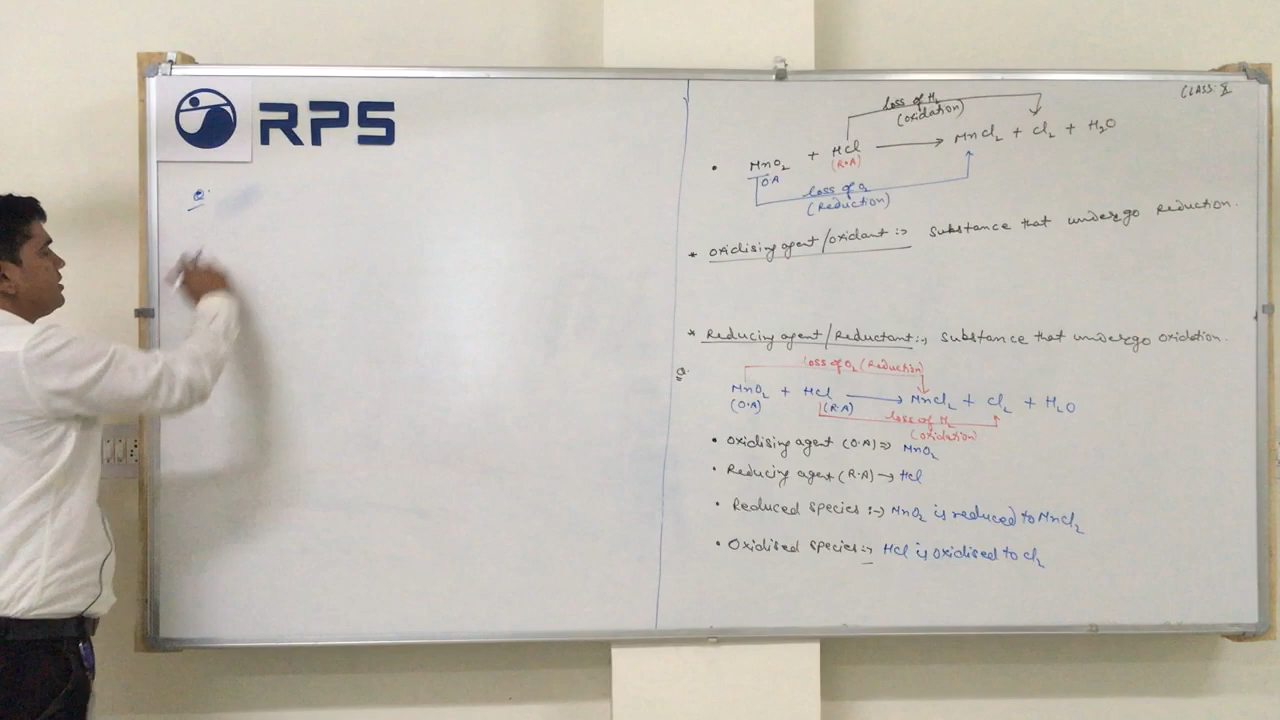 RPS
Q.
CLASS: X
loss of H₂
(oxidation)
• MnO₂ + HCl ⟶ MnCl₂ + Cl₂ + H₂O
O.A (R.A)
loss of O₂
(Reduction)
* Oxidising agent/oxidant :-> Substance that undergo reduction.
* Reducing agent/Reductant :-> Substance that undergo oxidation.
Q.
loss of O₂ (Reduction)
MnO₂ + HCl ⟶ MnCl₂ + Cl₂ + H₂O
(O.A) (R.A)
loss of H₂
(oxidation)
• Oxidising agent (O.A) => MnO₂
• Reducing agent (R.A) → HCl
• Reduced species :-> MnO₂ is reduced to MnCl₂
• Oxidised species :-> HCl is oxidised to Cl₂